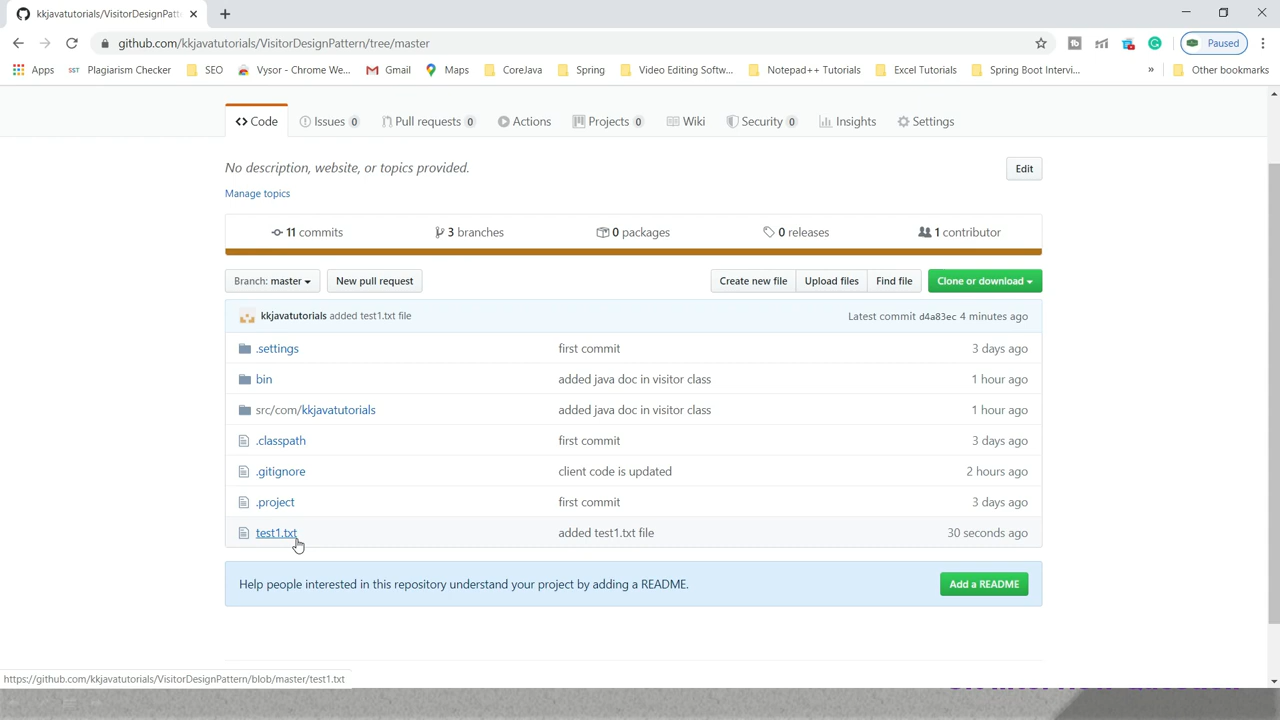 kkjavatutorials/VisitorDesignPatt
github.com/kkjavatutorials/VisitorDesignPattern/tree/master
Paused
Apps
SST Plagiarism Checker
SEO
Vysor - Chrome We...
Gmail
Maps
CoreJava
Spring
Video Editing Softw...
Notepad++ Tutorials
Excel Tutorials
Spring Boot Intervi...
»
Other bookmarks
Code
Issues 0
Pull requests 0
Actions
Projects 0
Wiki
Security 0
Insights
Settings
No description, website, or topics provided.
Edit
Manage topics
11 commits
3 branches
0 packages
0 releases
1 contributor
Branch: master
New pull request
Create new file
Upload files
Find file
Clone or download
kkjavatutorials added test1.txt file
Latest commit d4a83ec 4 minutes ago
.settings first commit 3 days ago
bin added java doc in visitor class 1 hour ago
src/com/kkjavatutorials added java doc in visitor class 1 hour ago
.classpath first commit 3 days ago
.gitignore client code is updated 2 hours ago
.project first commit 3 days ago
test1.txt added test1.txt file 30 seconds ago
Help people interested in this repository understand your project by adding a README.
Add a README
https://github.com/kkjavatutorials/VisitorDesignPattern/blob/master/test1.txt